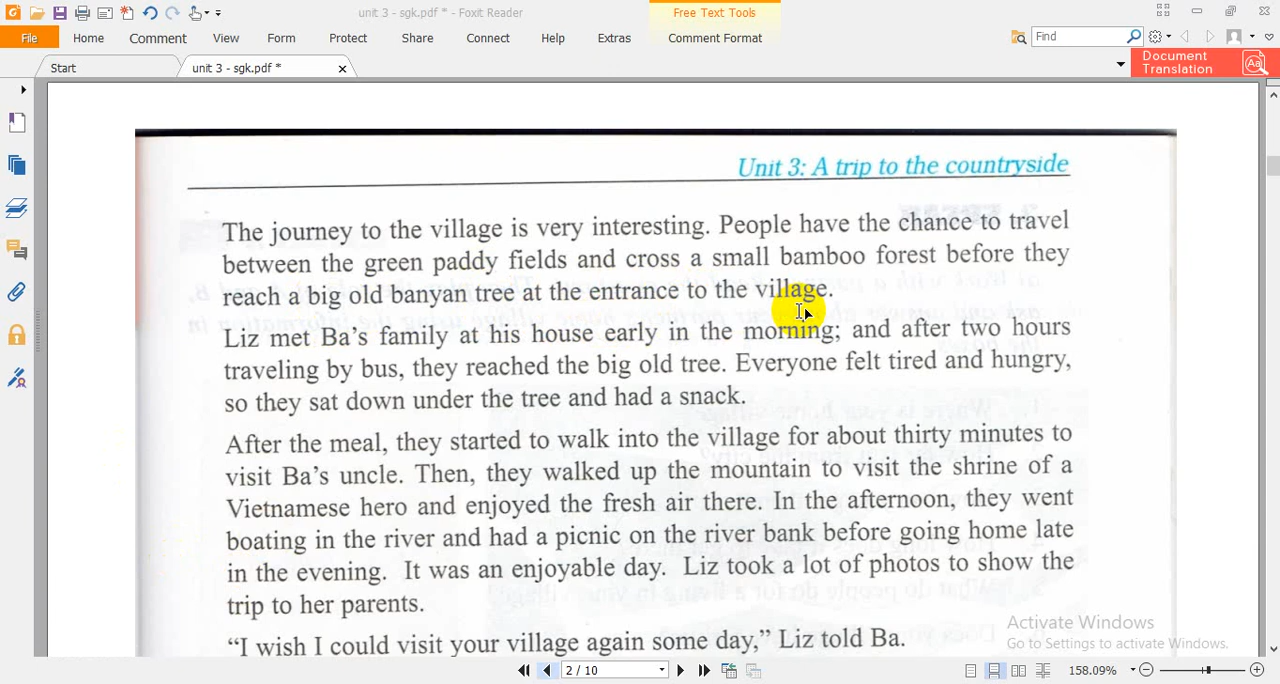 unit 3 - sgk.pdf * - Foxit Reader
Free Text Tools
File Home Comment View Form Protect Share Connect Help Extras Comment Format
Find
Start
unit 3 - sgk.pdf *
Document
Translation
Unit 3: A trip to the countryside
The journey to the village is very interesting. People have the chance to travel
between the green paddy fields and cross a small bamboo forest before they
reach a big old banyan tree at the entrance to the village.
Liz met Ba's family at his house early in the morning; and after two hours
traveling by bus, they reached the big old tree. Everyone felt tired and hungry,
so they sat down under the tree and had a snack.
After the meal, they started to walk into the village for about thirty minutes to
visit Ba's uncle. Then, they walked up the mountain to visit the shrine of a
Vietnamese hero and enjoyed the fresh air there. In the afternoon, they went
boating in the river and had a picnic on the river bank before going home late
in the evening. It was an enjoyable day. Liz took a lot of photos to show the
trip to her parents.
"I wish I could visit your village again some day," Liz told Ba.
Activate Windows
Go to Settings to activate Windows.
2 / 10
158.09%